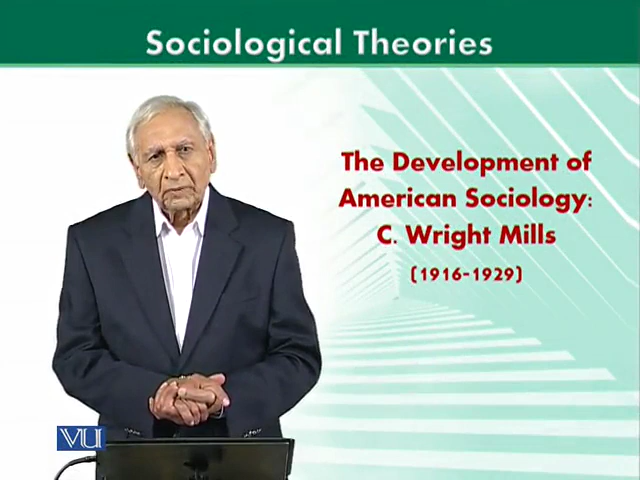 Sociological Theories
The Development of
American Sociology:
C. Wright Mills
(1916-1929)
VU